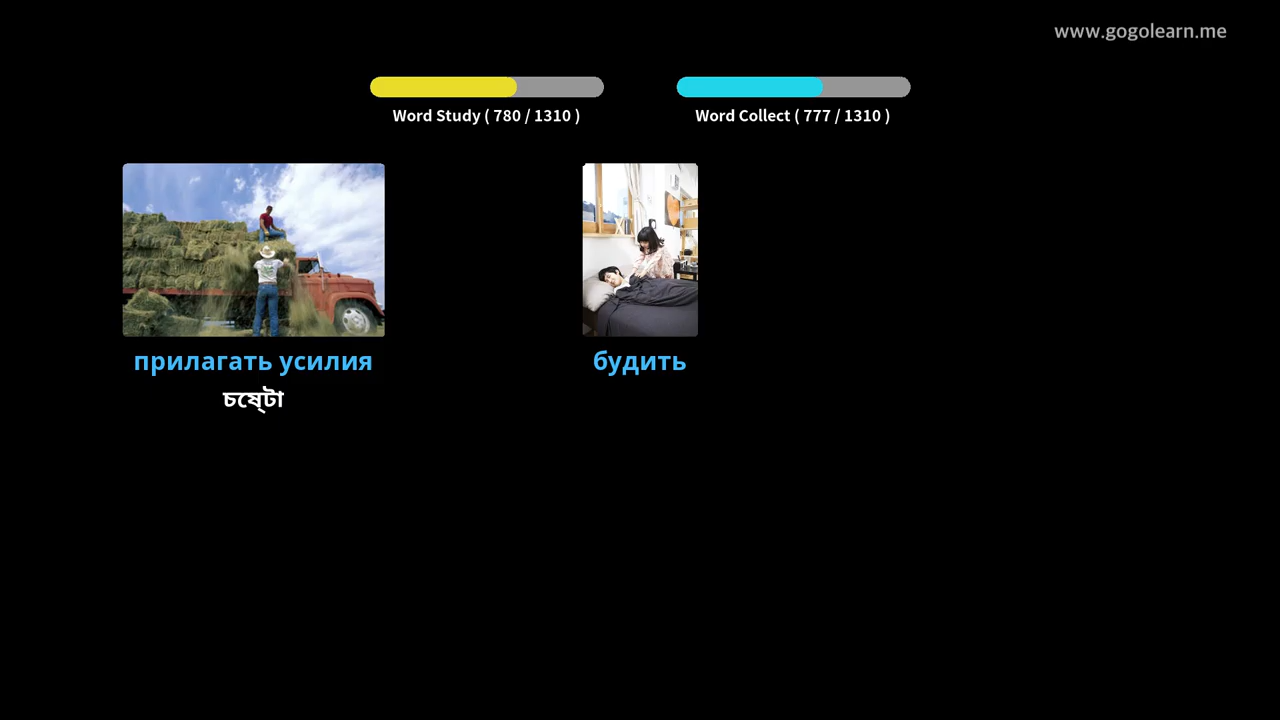 www.gogolearn.me
Word Study ( 780 / 1310 )
Word Collect ( 777 / 1310 )
прилагать усилия
будить
চেষ্টা